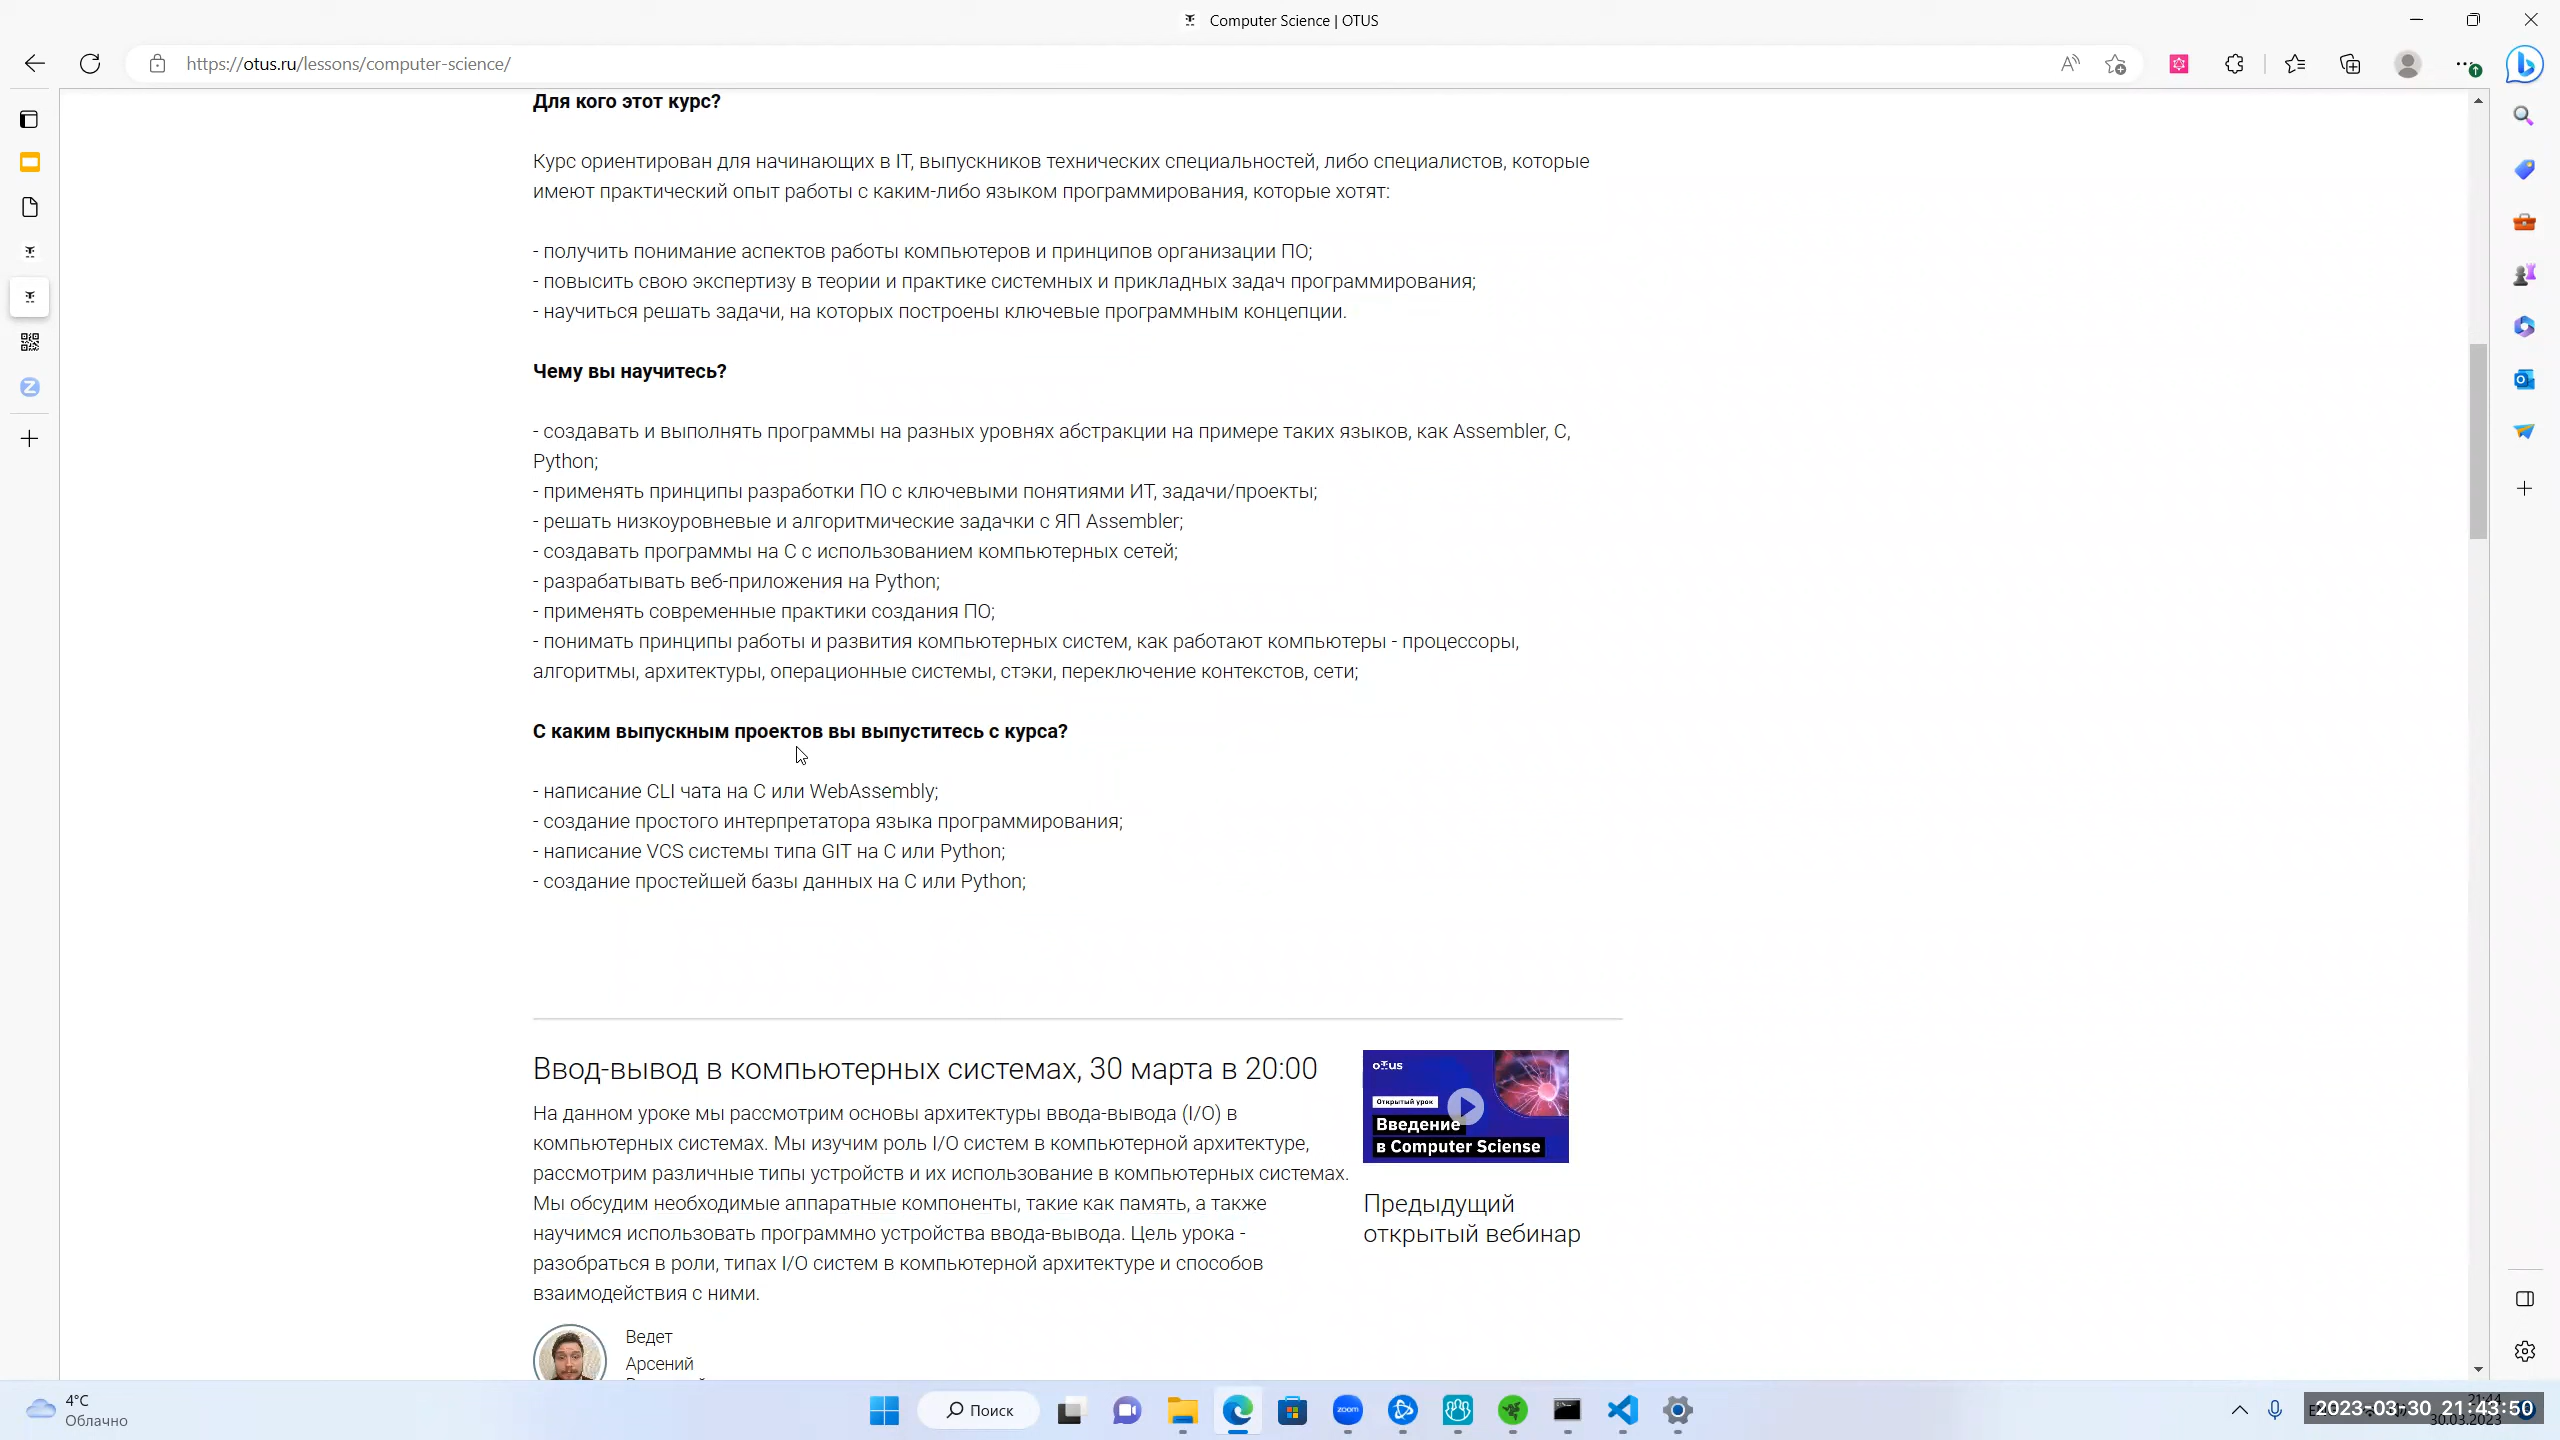 Computer Science | OTUS
https://otus.ru/lessons/computer-science/
Для кого этот курс?
Курс ориентирован для начинающих в IT, выпускников технических специальностей, либо специалистов, которые
имеют практический опыт работы с каким-либо языком программирования, которые хотят:
- получить понимание аспектов работы компьютеров и принципов организации ПО;
- повысить свою экспертизу в теории и практике системных и прикладных задач программирования;
- научиться решать задачи, на которых построены ключевые программным концепции.
Чему вы научитесь?
- создавать и выполнять программы на разных уровнях абстракции на примере таких языков, как Assembler, C,
Python;
- применять принципы разработки ПО с ключевыми понятиями ИТ, задачи/проекты;
- решать низкоуровневые и алгоритмические задачки с ЯП Assembler;
- создавать программы на C с использованием компьютерных сетей;
- разрабатывать веб-приложения на Python;
- применять современные практики создания ПО;
- понимать принципы работы и развития компьютерных систем, как работают компьютеры - процессоры,
алгоритмы, архитектуры, операционные системы, стэки, переключение контекстов, сети;
С каким выпускным проектов вы выпуститесь с курса?
- написание CLI чата на C или WebAssembly;
- создание простого интерпретатора языка программирования;
- написание VCS системы типа GIT на C или Python;
- создание простейшей базы данных на C или Python;
Ввод-вывод в компьютерных системах, 30 марта в 20:00
На данном уроке мы рассмотрим основы архитектуры ввода-вывода (I/O) в
компьютерных системах. Мы изучим роль I/O систем в компьютерной архитектуре,
рассмотрим различные типы устройств и их использование в компьютерных системах.
Мы обсудим необходимые аппаратные компоненты, такие как память, а также
научимся использовать программно устройства ввода-вывода. Цель урока -
разобраться в роли, типах I/O систем в компьютерной архитектуре и способов
взаимодействия с ними.
OTUS
Открытый урок
Введение
в Computer Sciense
Предыдущий
открытый вебинар
Ведет
Арсений
4°C
Облачно
Поиск
zoom
21:44
30.03.2023
2023-03-30 21:43:50